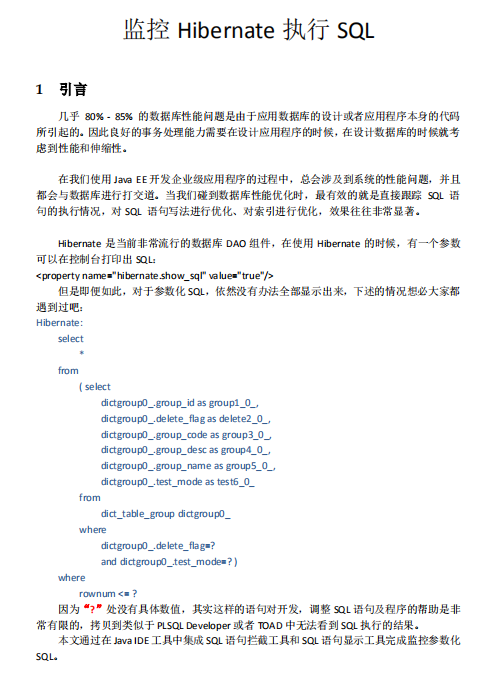 监控 Hibernate 执行 SQL
1 引言
几乎 80% - 85% 的数据库性能问题是由于应用数据库的设计或者应用程序本身的代码
所引起的。因此良好的事务处理能力需要在设计应用程序的时候，在设计数据库的时候就考
虑到性能和伸缩性。
在我们使用 Java EE 开发企业级应用程序的过程中，总会涉及到系统的性能问题，并且
都会与数据库进行打交道。当我们碰到数据库性能优化时，最有效的就是直接跟踪 SQL 语
句的执行情况，对 SQL 语句写法进行优化、对索引进行优化，效果往往非常显著。
Hibernate 是当前非常流行的数据库 DAO 组件，在使用 Hibernate 的时候，有一个参数
可以在控制台打印出 SQL:
<property name="hibernate.show_sql" value="true"/>
但是即便如此，对于参数化 SQL，依然没有办法全部显示出来，下述的情况想必大家都
遇到过吧：
Hibernate:
select
*
from
( select
dictgroup0_.group_id as group1_0_,
dictgroup0_.delete_flag as delete2_0_,
dictgroup0_.group_code as group3_0_,
dictgroup0_.group_desc as group4_0_,
dictgroup0_.group_name as group5_0_,
dictgroup0_.test_mode as test6_0_
from
dict_table_group dictgroup0_
where
dictgroup0_.delete_flag=?
and dictgroup0_.test_mode=? )
where
rownum <= ?
因为“?”处没有具体数值，其实这样的语句对开发，调整 SQL 语句及程序的帮助是非
常有限的，拷贝到类似于 PLSQL Developer 或者 TOAD 中无法看到 SQL 执行的结果。
本文通过在 Java IDE 工具中集成 SQL 语句拦截工具和 SQL 语句显示工具完成监控参数化
SQL。